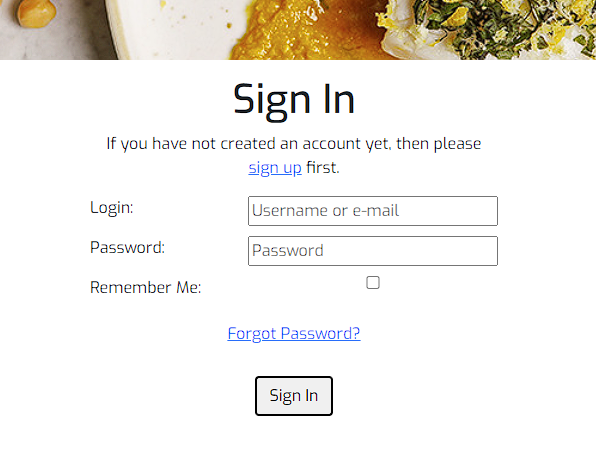 Sign In
If you have not created an account yet, then please
sign up first.
Login:
Username or e-mail
Password:
Password
Remember Me:
Forgot Password?
Sign In